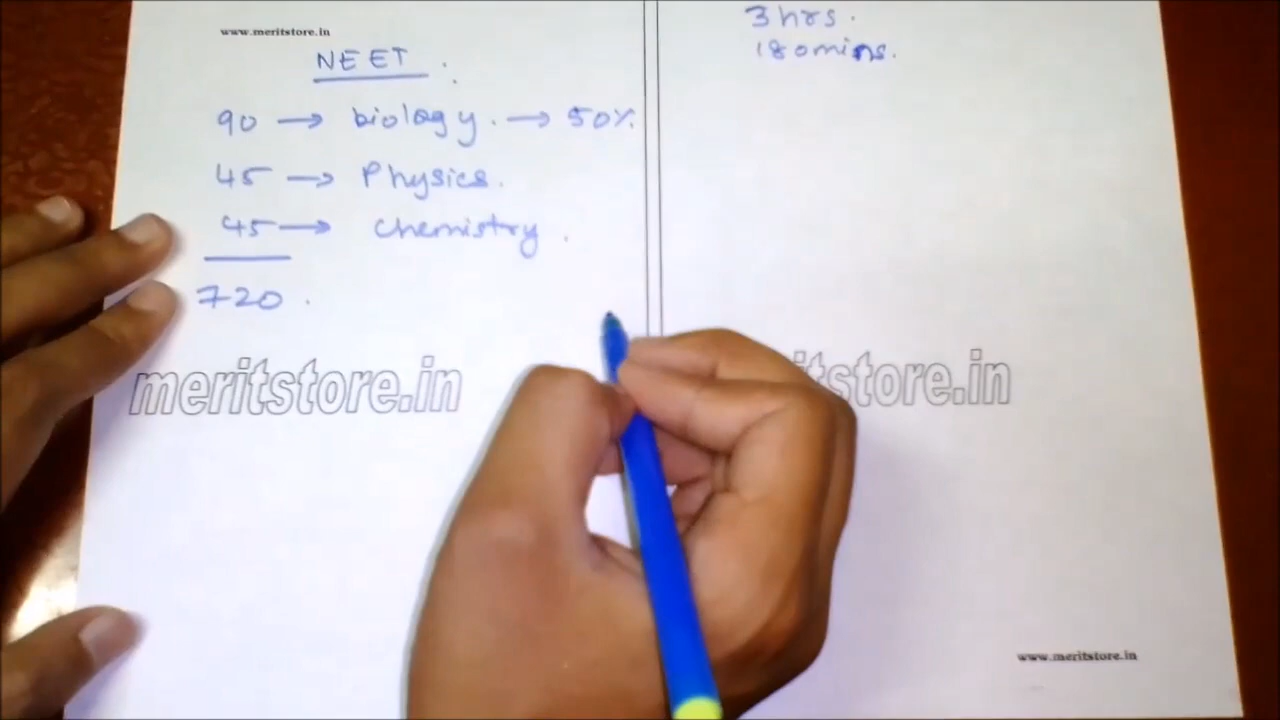 www.meritstore.in
NEET
90 → biology. → 50%
45 → Physics.
45 → chemistry.
720.
meritstore.in
3 hrs.
180 mins.
itstore.in
www.meritstore.in